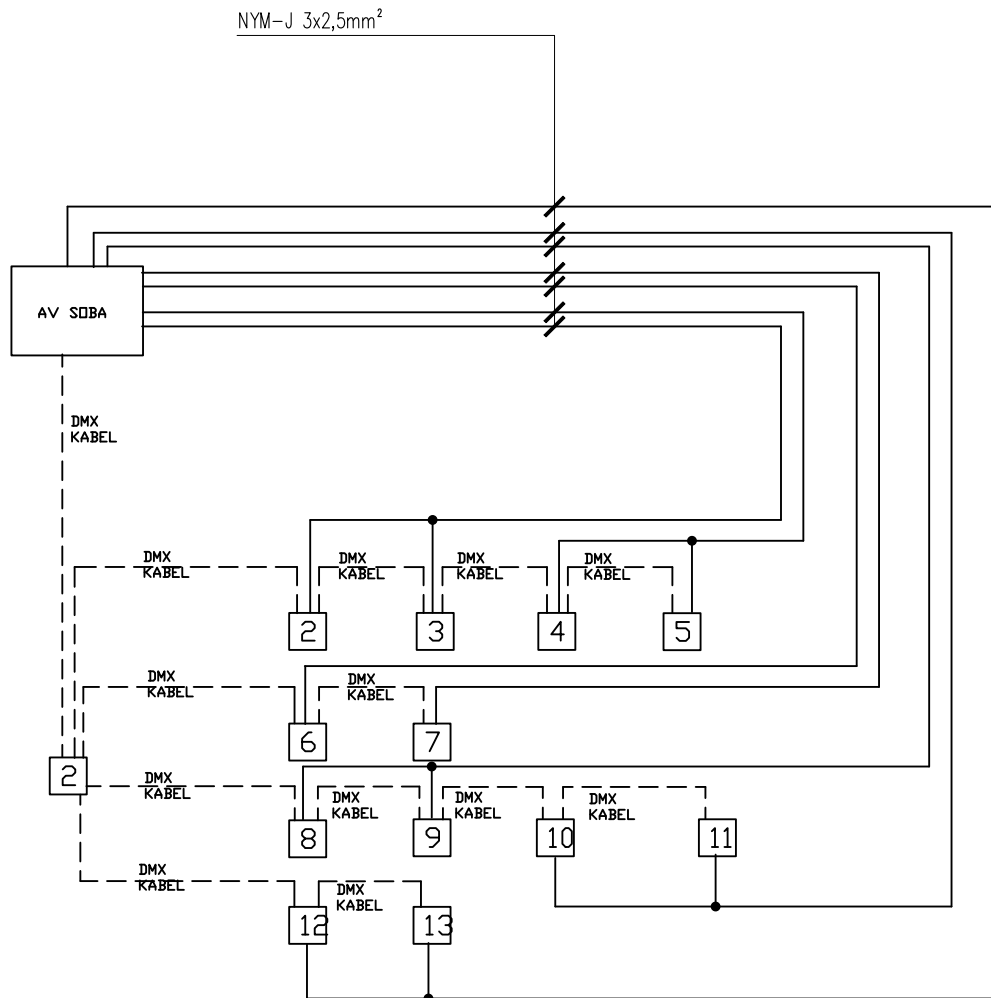 NYM-J 3x2,5mm²
AV SOBA
DMX
KABEL
DMX
KABEL
DMX
KABEL
DMX
KABEL
DMX
KABEL
2
3
4
5
DMX
KABEL
DMX
KABEL
6
7
2
DMX
KABEL
DMX
KABEL
DMX
KABEL
DMX
KABEL
8
9
10
11
DMX
KABEL
DMX
KABEL
12
13